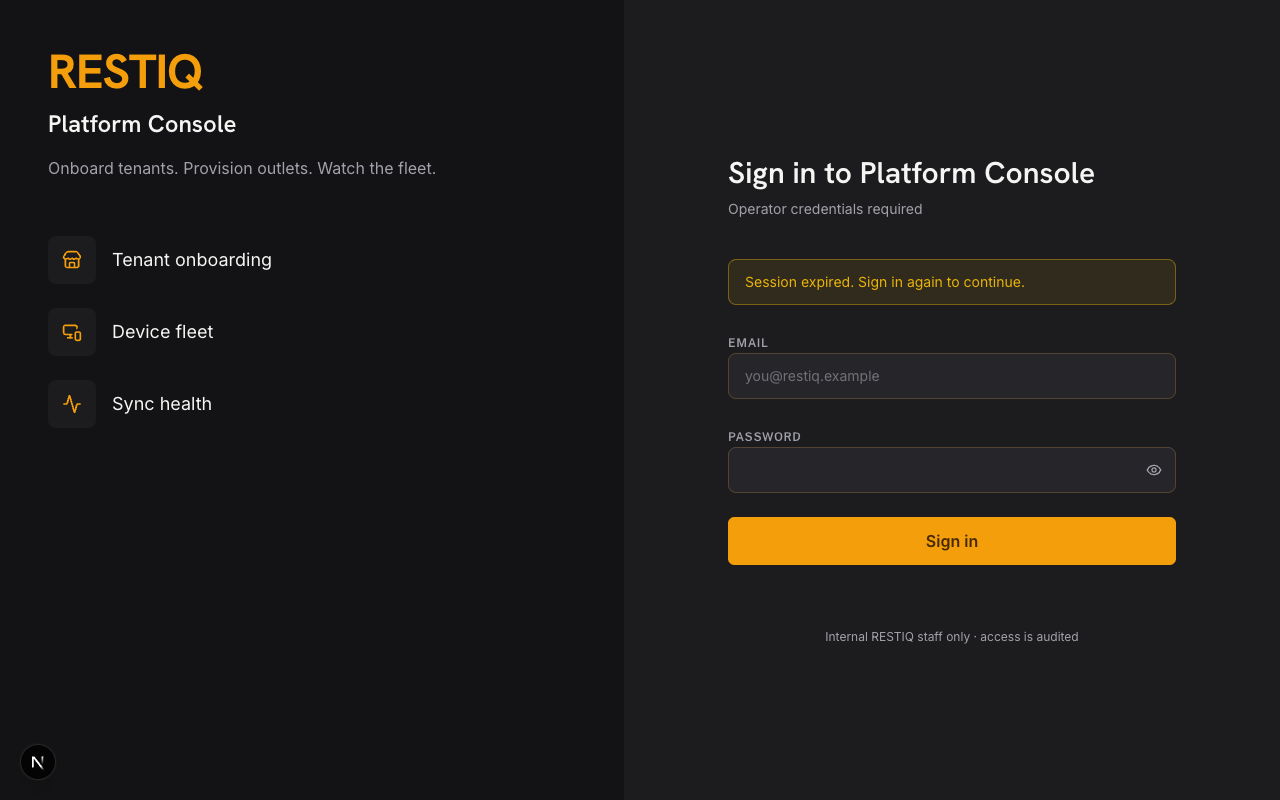 RESTIQ
Platform Console
Onboard tenants. Provision outlets. Watch the fleet.
Tenant onboarding
Device fleet
Sync health
Sign in to Platform Console
Operator credentials required
Session expired. Sign in again to continue.
EMAIL
you@restiq.example
PASSWORD
Sign in
Internal RESTIQ staff only · access is audited
N